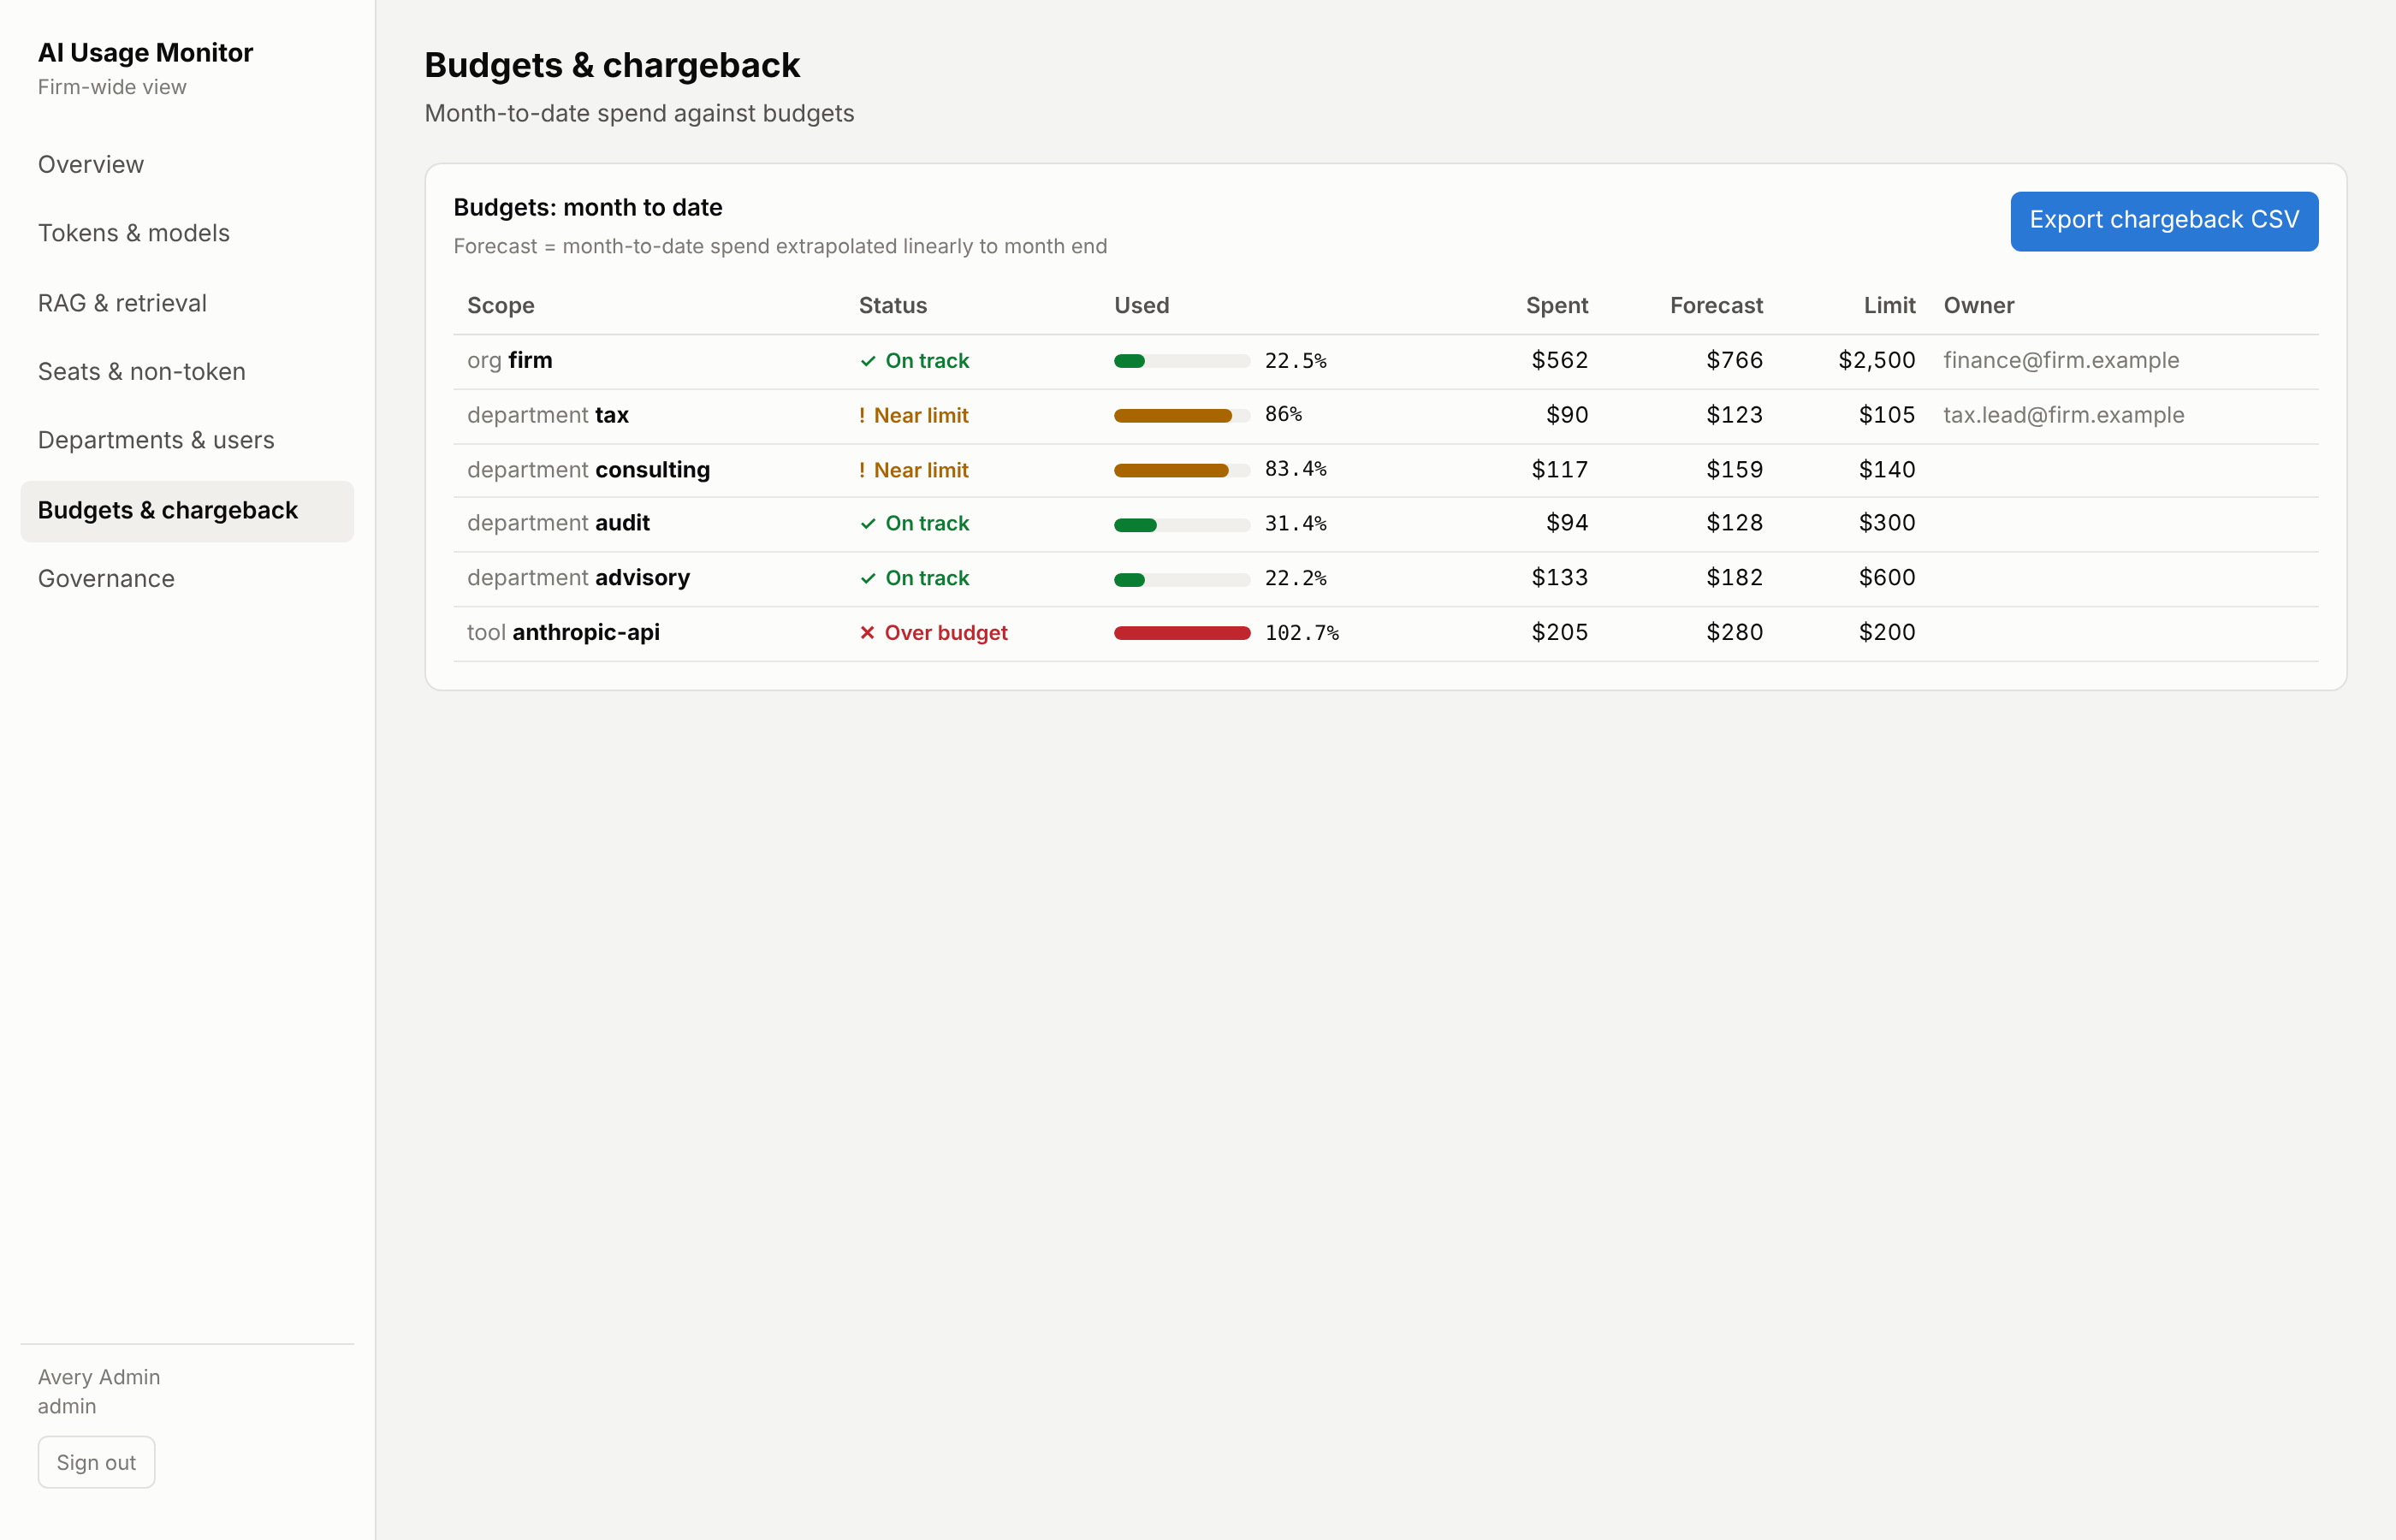 AI Usage Monitor
Firm-wide view
Overview
Tokens & models
RAG & retrieval
Seats & non-token
Departments & users
Budgets & chargeback
Governance
Avery Admin
admin
Sign out
Budgets & chargeback
Month-to-date spend against budgets
Budgets: month to date
Forecast = month-to-date spend extrapolated linearly to month end
Export chargeback CSV
Scope Status Used Spent Forecast Limit Owner
org firm ✓ On track 22.5% $562 $766 $2,500 finance@firm.example
department tax ! Near limit 86% $90 $123 $105 tax.lead@firm.example
department consulting ! Near limit 83.4% $117 $159 $140
department audit ✓ On track 31.4% $94 $128 $300
department advisory ✓ On track 22.2% $133 $182 $600
tool anthropic-api ✕ Over budget 102.7% $205 $280 $200